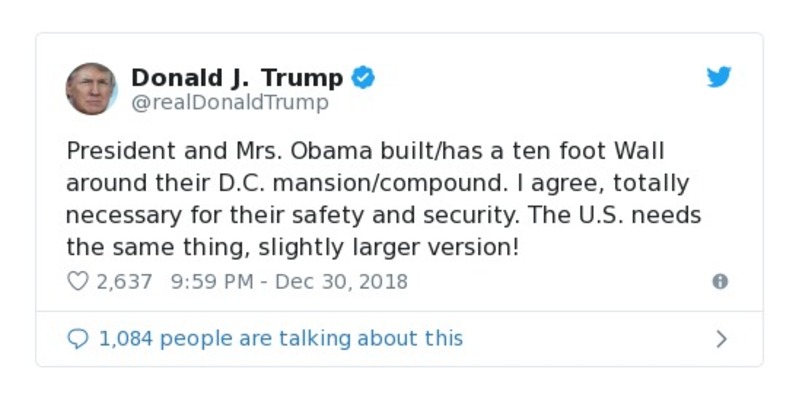 Donald J. Trump
@realDonaldTrump
President and Mrs. Obama built/has a ten foot Wall
around their D.C. mansion/compound. I agree, totally
necessary for their safety and security. The U.S. needs
the same thing, slightly larger version!
2,637 9:59 PM - Dec 30, 2018
1,084 people are talking about this